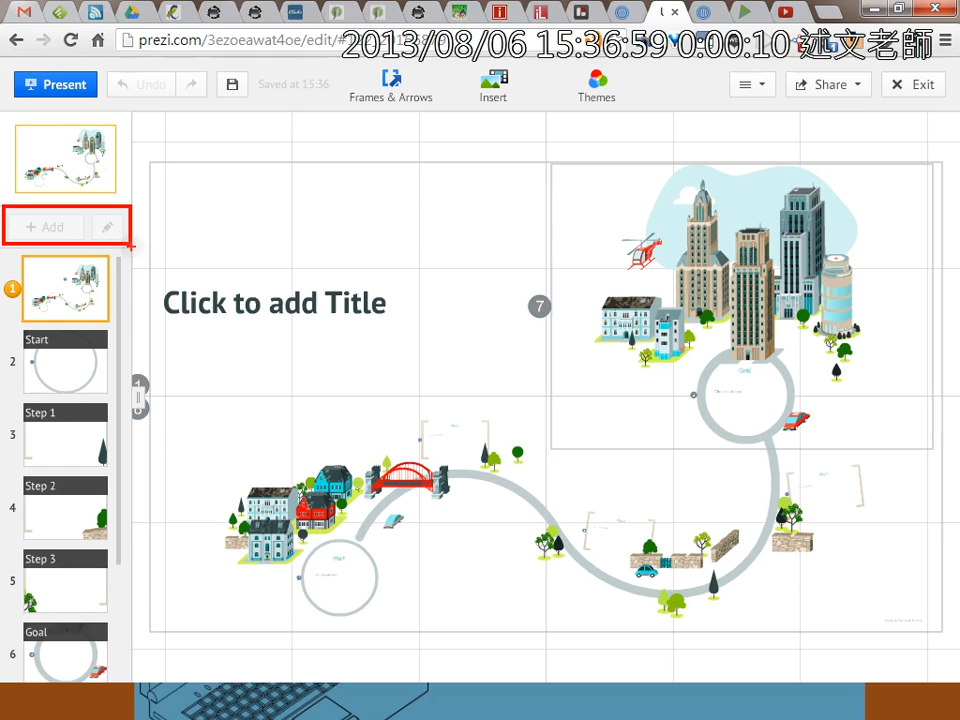 prezi.com/3ezoeawat4oe/edit/#
2013/08/06 15:36:59 0:00:10 述文老師
Present
Undo
Saved at 15:36
Frames & Arrows
Insert
Themes
Share
Exit
+ Add
1
Start
2
Step 1
3
Step 2
4
Step 3
5
Goal
6
Click to add Title
7
Goal
Start